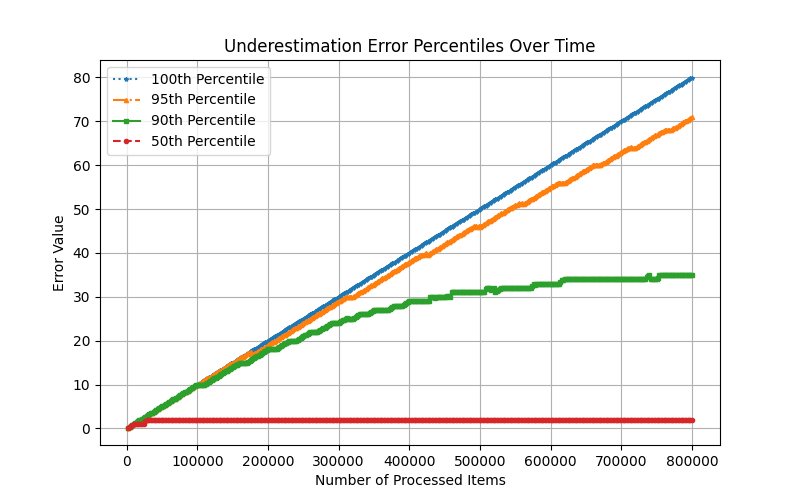 Underestimation Error Percentiles Over Time
100th Percentile
95th Percentile
90th Percentile
50th Percentile
80
70
60
50
40
30
20
10
0
Error Value
0 100000 200000 300000 400000 500000 600000 700000 800000
Number of Processed Items